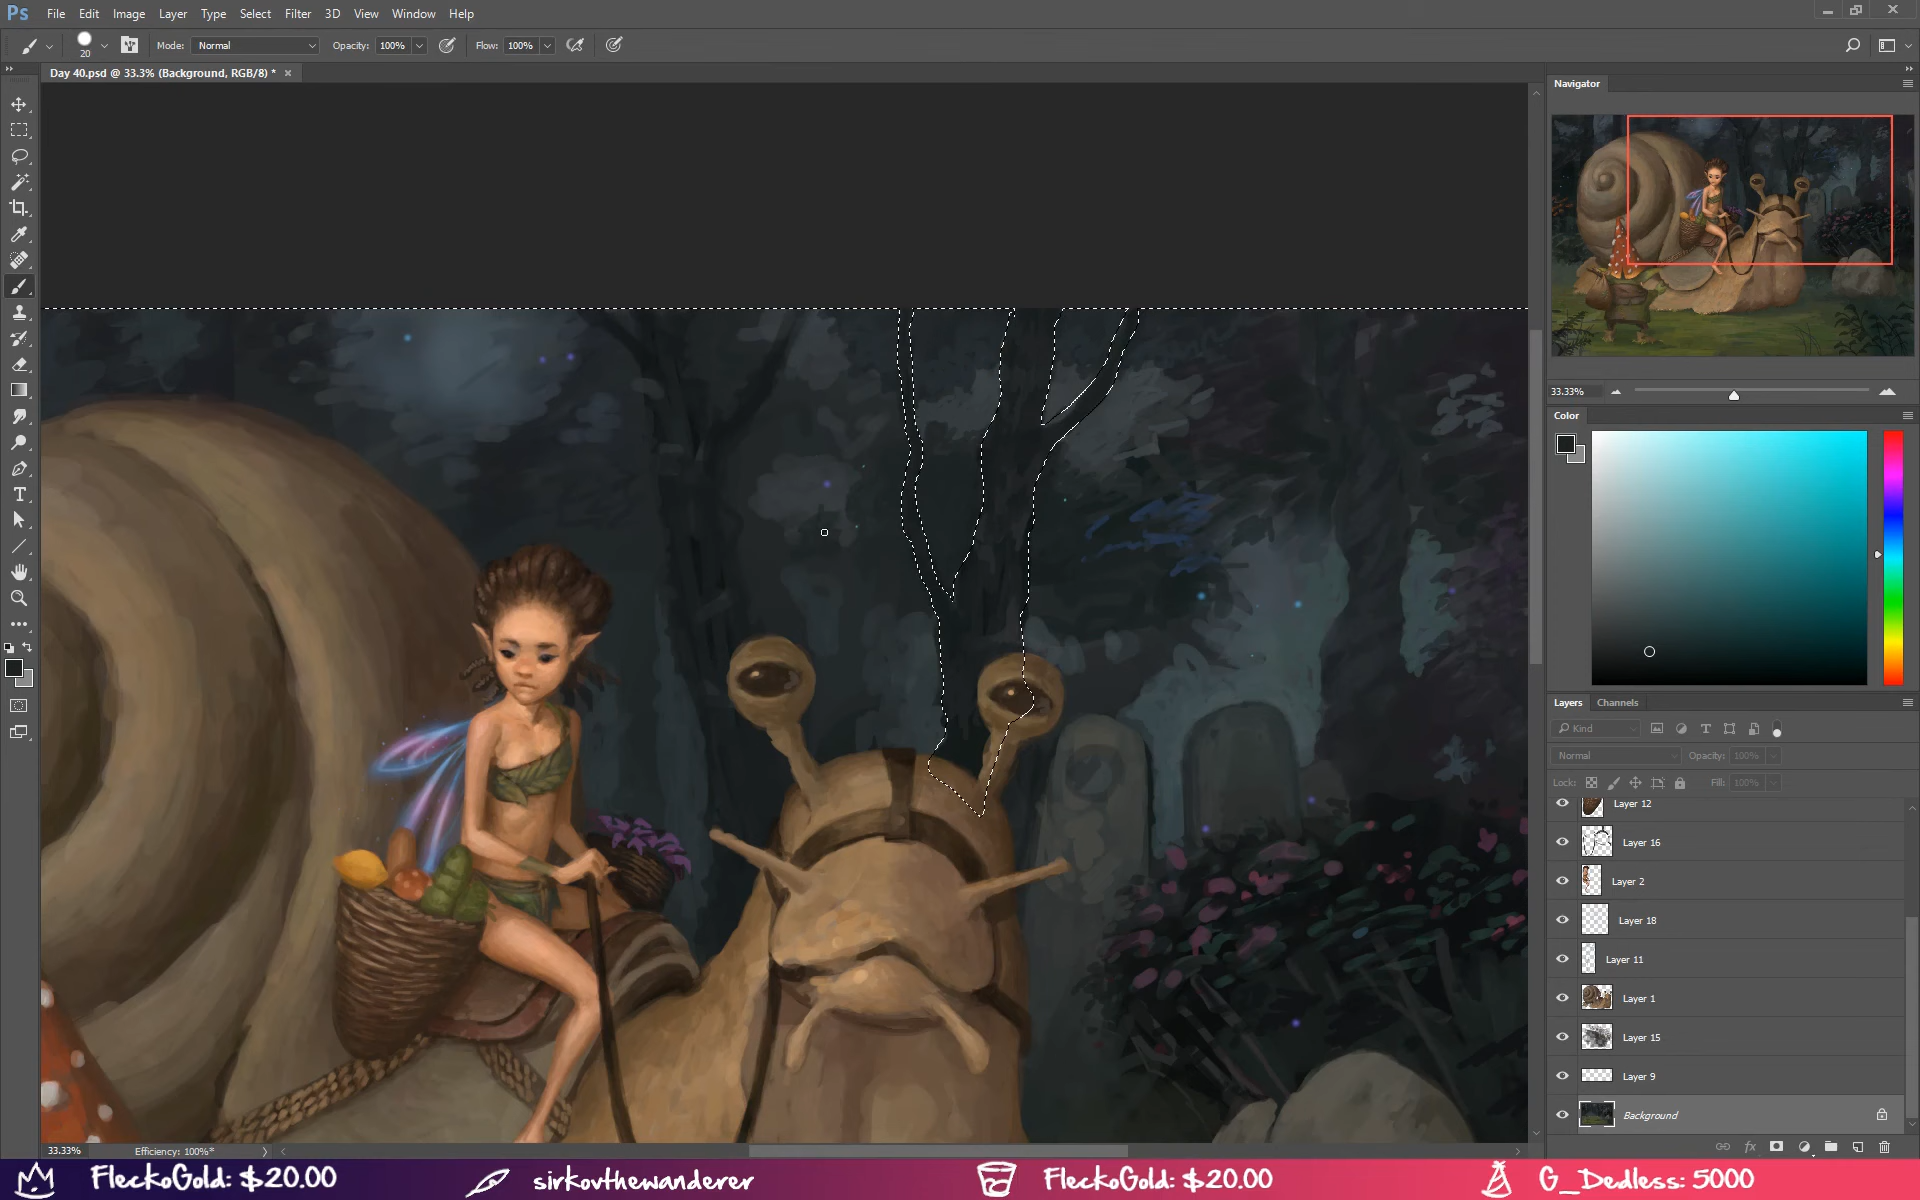 Ps File Edit Image Layer Type Select Filter 3D View Window Help
20 Mode: Normal Opacity: 100% Flow: 100%
Day 40.psd @ 33.3% (Background, RGB/8) * ×
Navigator
33.33%
Color
Layers Channels
Kind
Normal Opacity: 100%
Lock: Fill: 100%
Layer 12
Layer 16
Layer 2
Layer 18
Layer 11
Layer 1
Layer 15
Layer 9
Background
33.33% Efficiency: 100%*
FleckoGold: $20.00 sirkovthewanderer FleckoGold: $20.00 G_Dedless: 5000